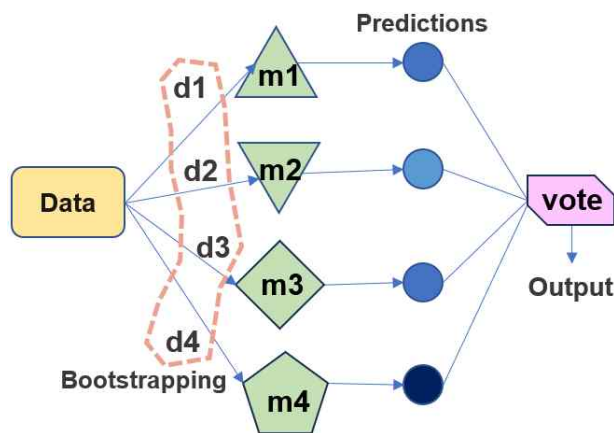 Predictions
d1
m1
d2
m2
Data
vote
d3
m3
Output
d4
Bootstrapping
m4